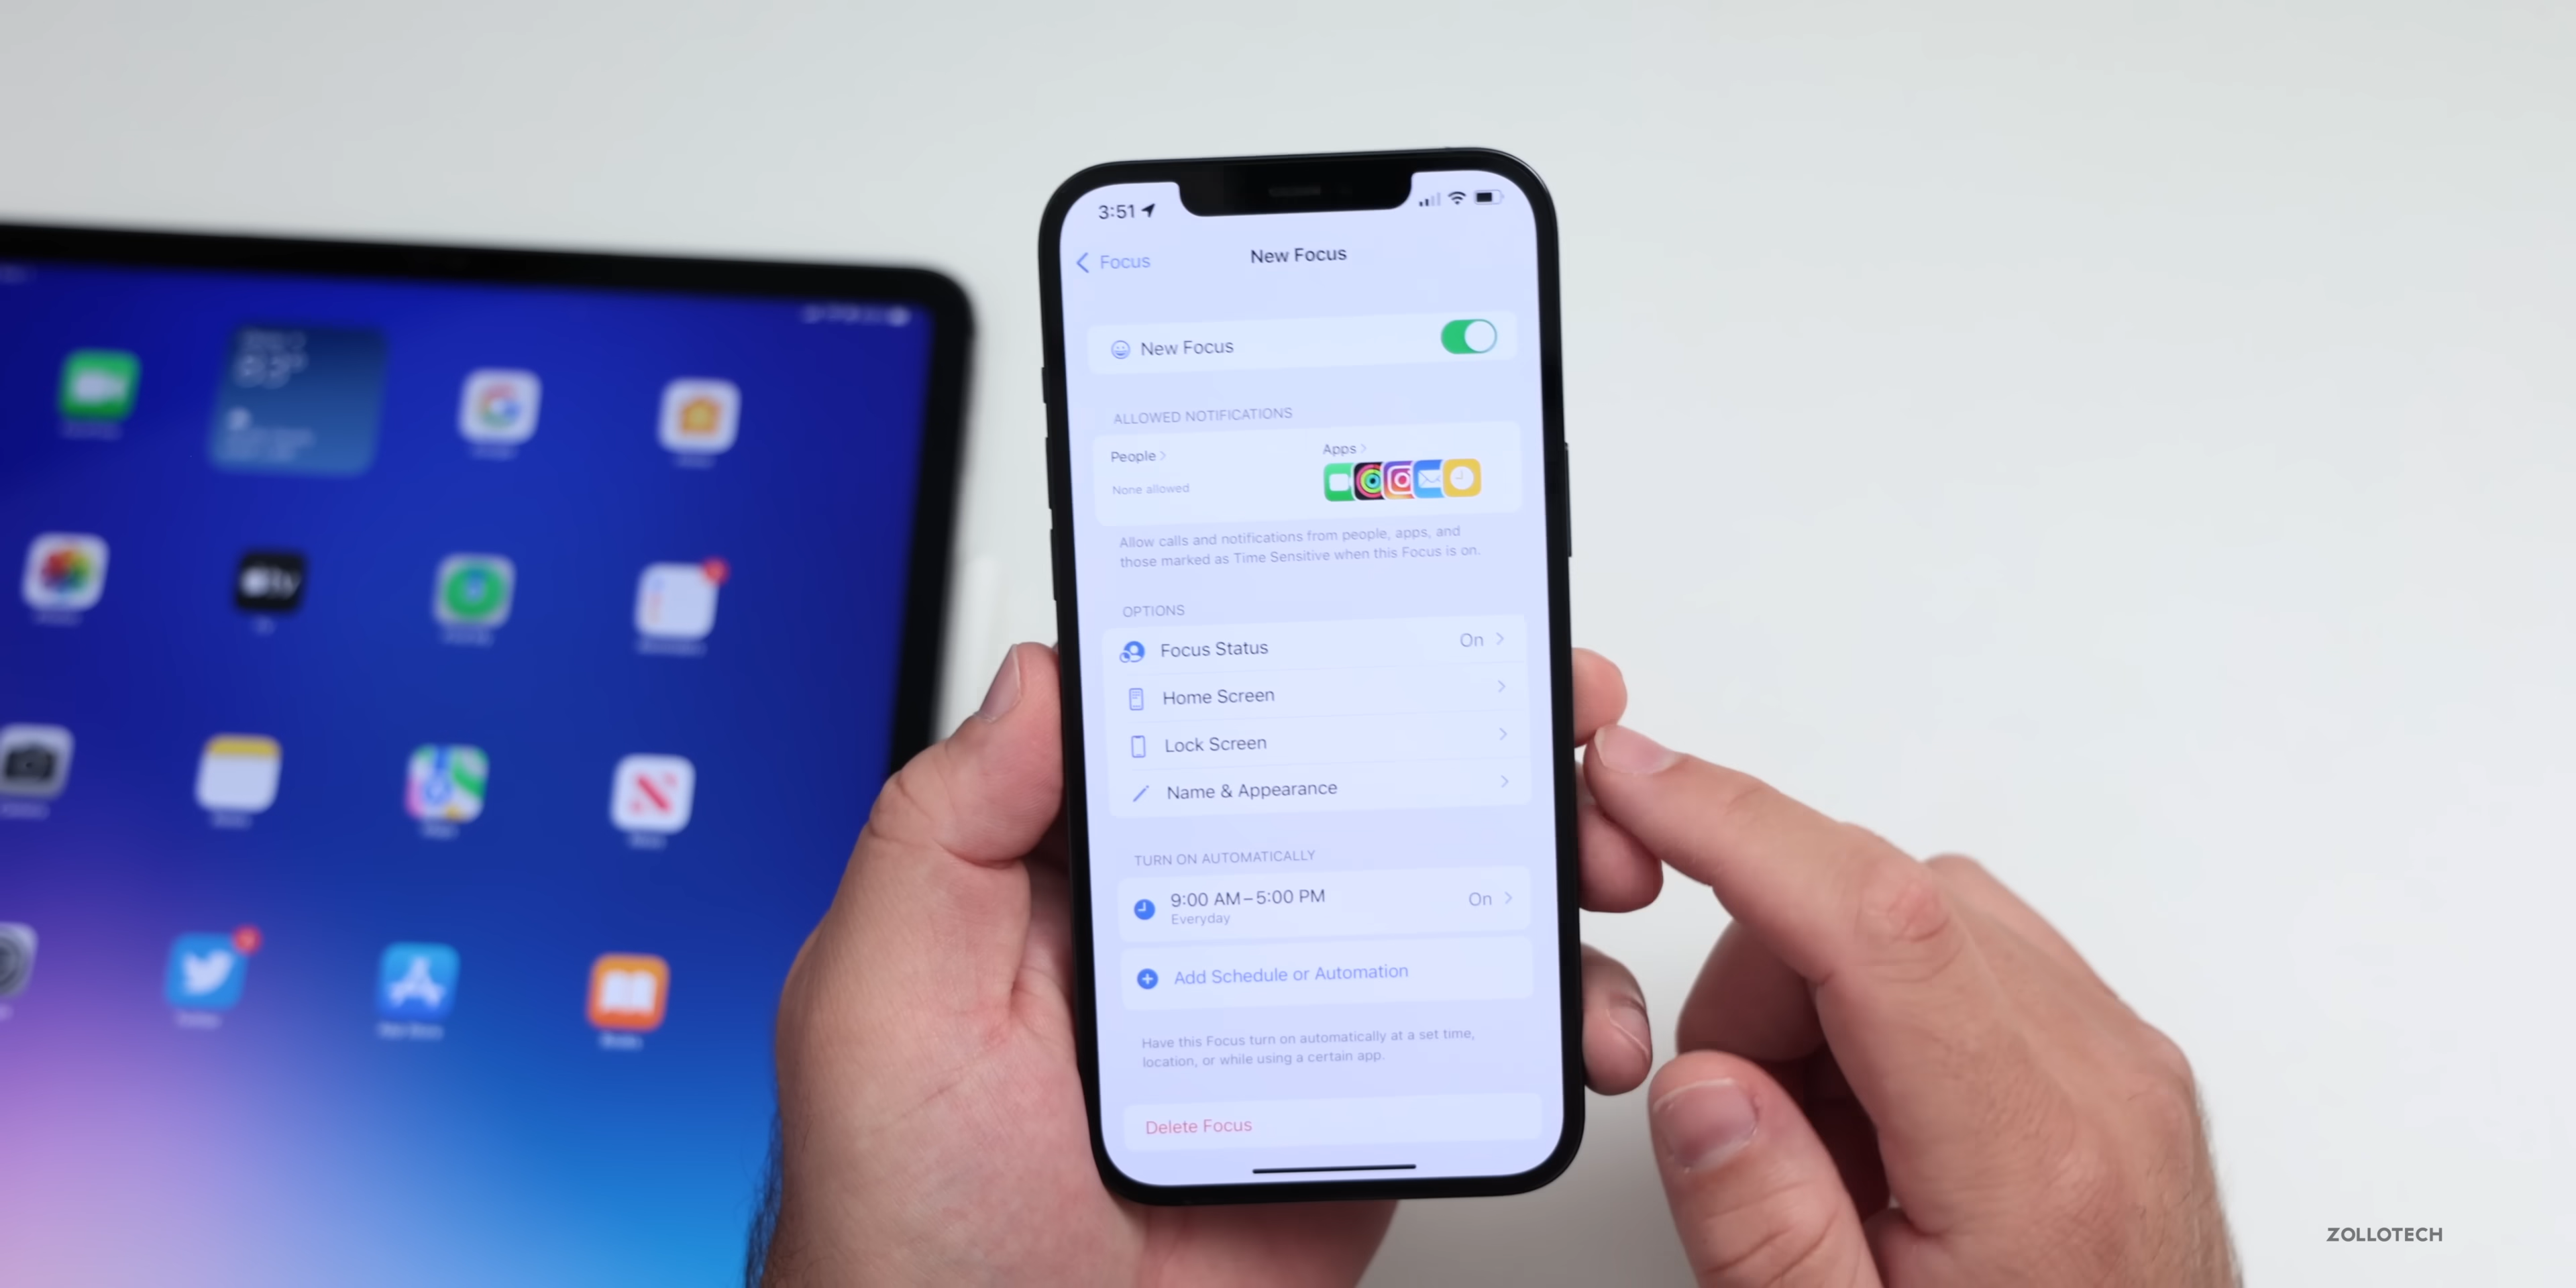 3:51
Focus
New Focus
New Focus
ALLOWED NOTIFICATIONS
People
Apps
None allowed
Allow calls and notifications from people, apps, and
those marked as Time Sensitive when this Focus is on.
OPTIONS
Focus Status
On
Home Screen
Lock Screen
Name & Appearance
TURN ON AUTOMATICALLY
9:00 AM–5:00 PM
Everyday
On
Add Schedule or Automation
Have this Focus turn on automatically at a set time,
location, or while using a certain app.
Delete Focus
tv
ZOLLOTECH